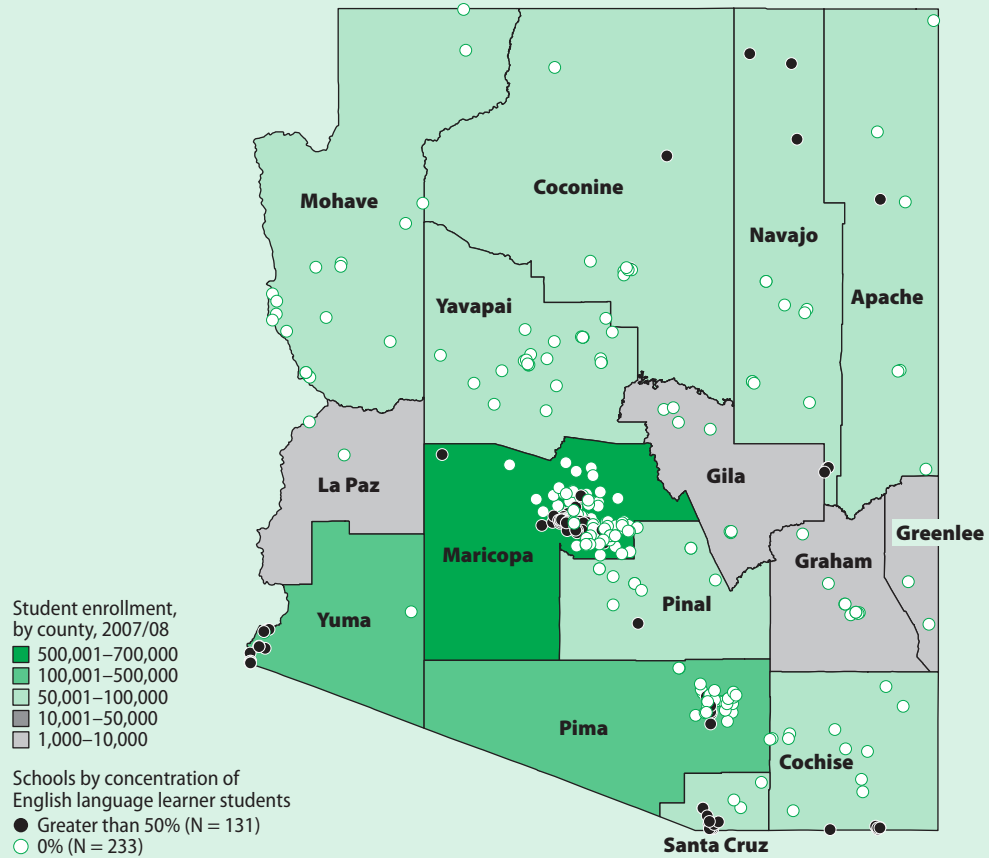 Mohave
Coconine
Navajo
Apache
Yavapai
La Paz
Gila
Greenlee
Maricopa
Graham
Pinal
Yuma
Pima
Cochise
Santa Cruz
Student enrollment,
by county, 2007/08
500,001–700,000
100,001–500,000
50,001–100,000
10,001–50,000
1,000–10,000
Schools by concentration of
English language learner students
Greater than 50% (N = 131)
0% (N = 233)